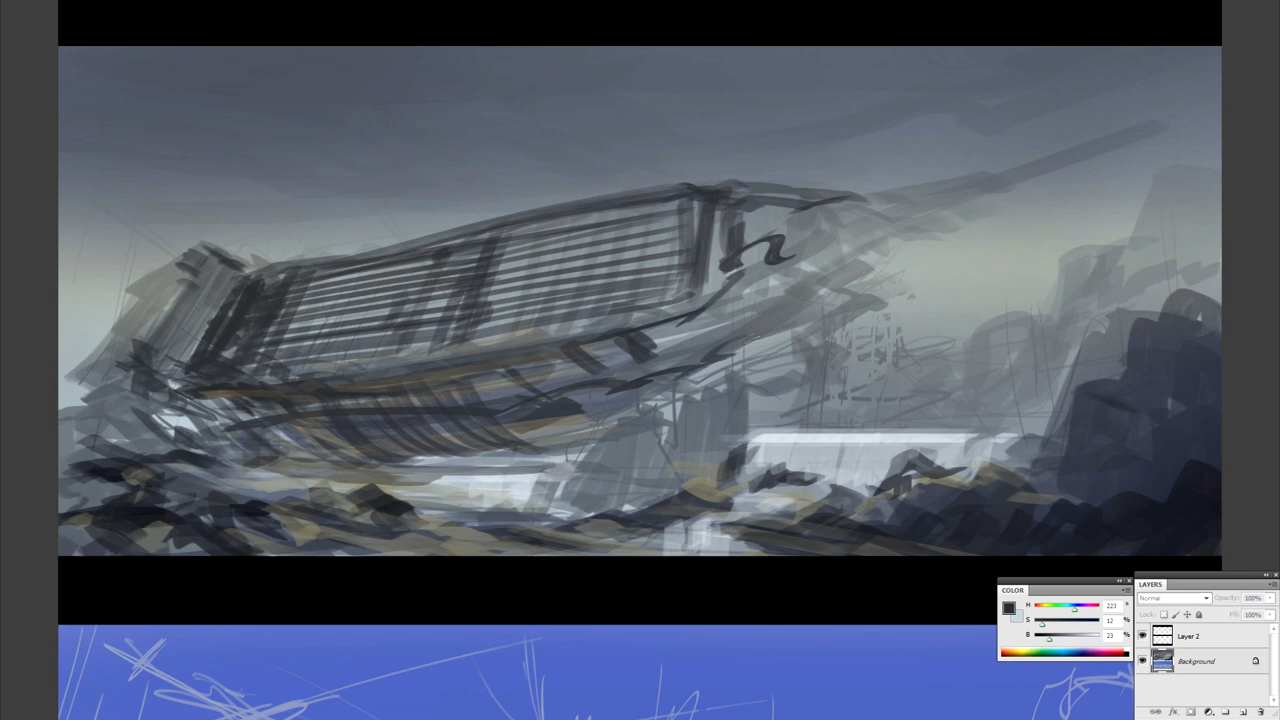 COLOR
H 223 °
S 12 %
B 23 %
LAYERS
Normal Opacity: 100%
Lock: Fill: 100%
Layer 2
Background